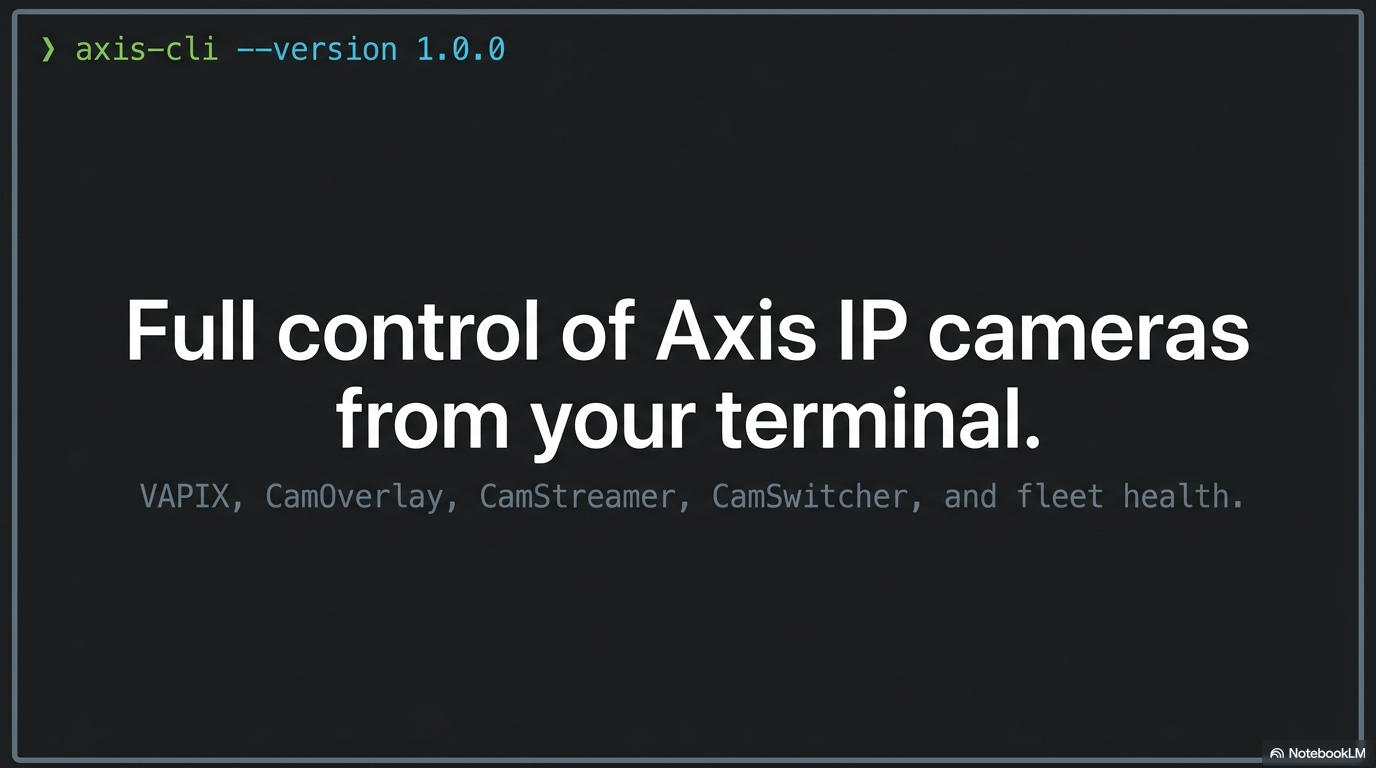 ❯ axis-cli --version 1.0.0
Full control of Axis IP cameras
from your terminal.
VAPIX, CamOverlay, CamStreamer, CamSwitcher, and fleet health.
NotebookLM